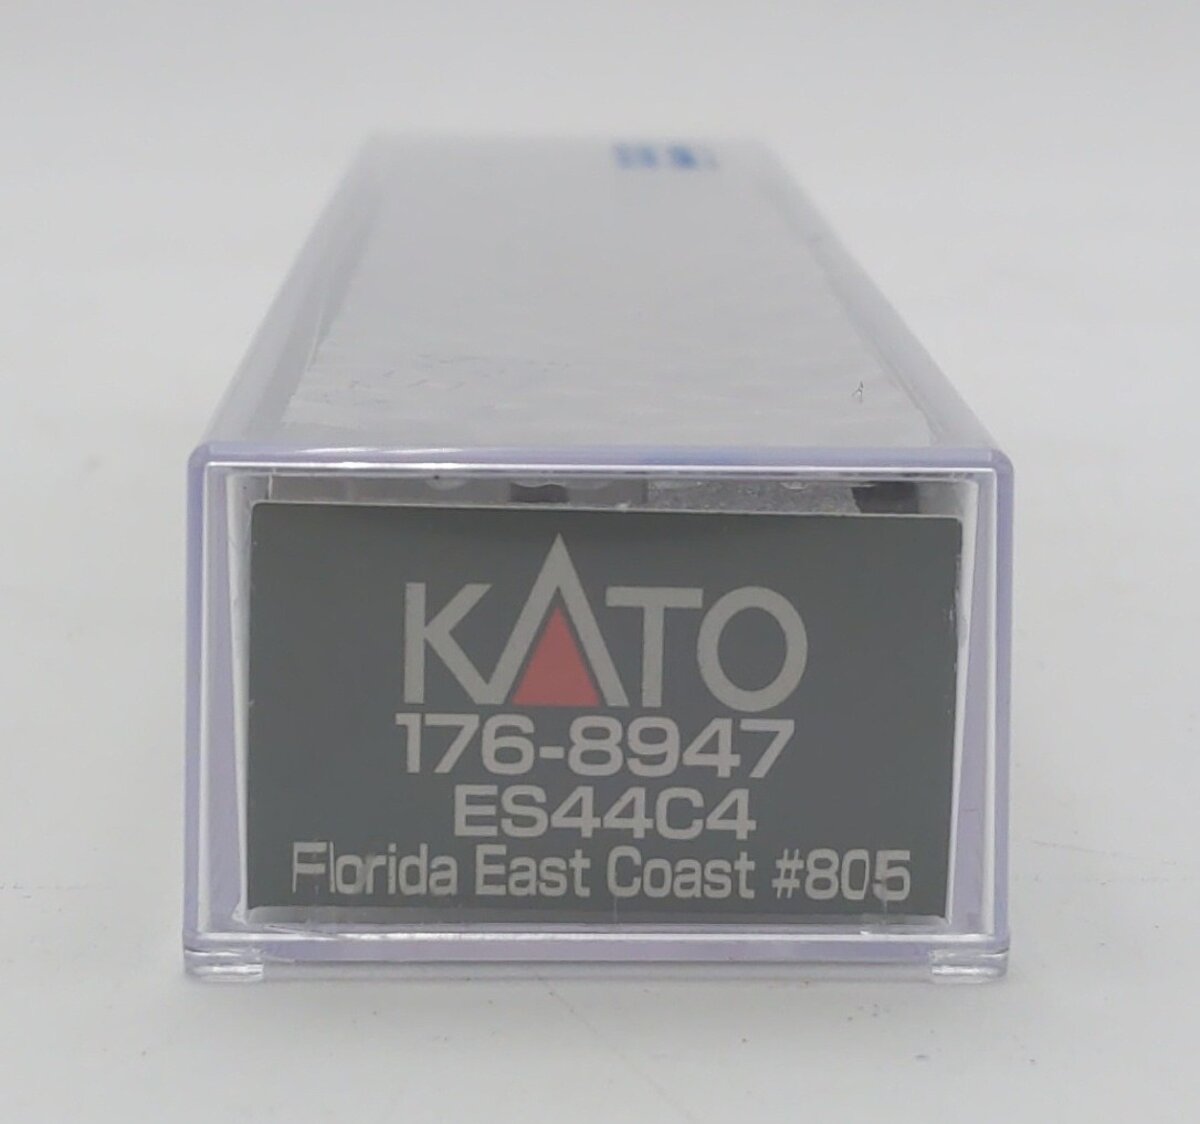 KATO
176-8947
ES44C4
Florida East Coast #805